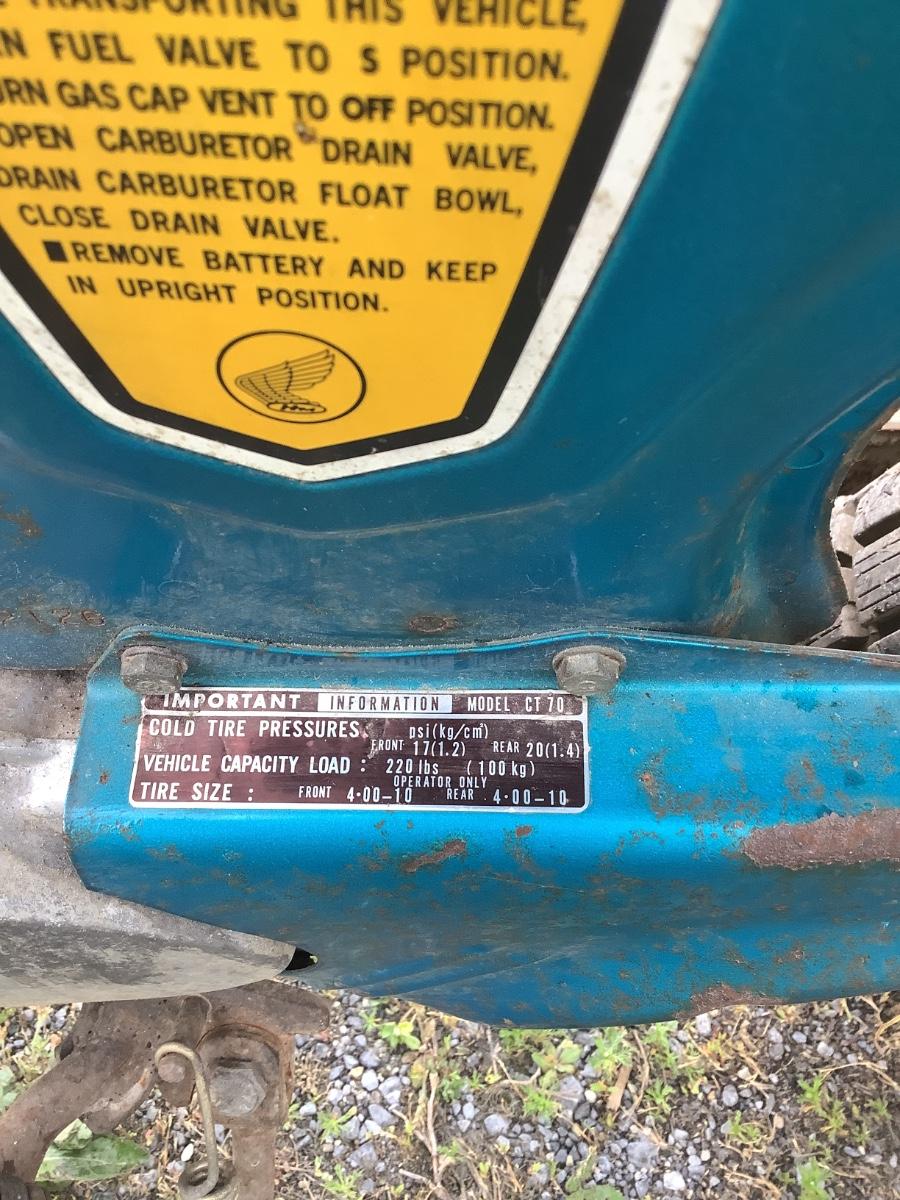 TRANSPORTING THIS VEHICLE,
FUEL VALVE TO S POSITION.
GAS CAP VENT TO OFF POSITION.
OPEN CARBURETOR DRAIN VALVE,
DRAIN CARBURETOR FLOAT BOWL,
CLOSE DRAIN VALVE.
■REMOVE BATTERY AND KEEP
IN UPRIGHT POSITION.
IMPORTANT INFORMATION MODEL CT70
COLD TIRE PRESSURES. psi(kg/cm²)
FRONT 17(1.2) REAR 20(1.4)
VEHICLE CAPACITY LOAD : 220 lbs (100 kg)
OPERATOR ONLY
TIRE SIZE : FRONT 4·00-10 REAR 4·00-10